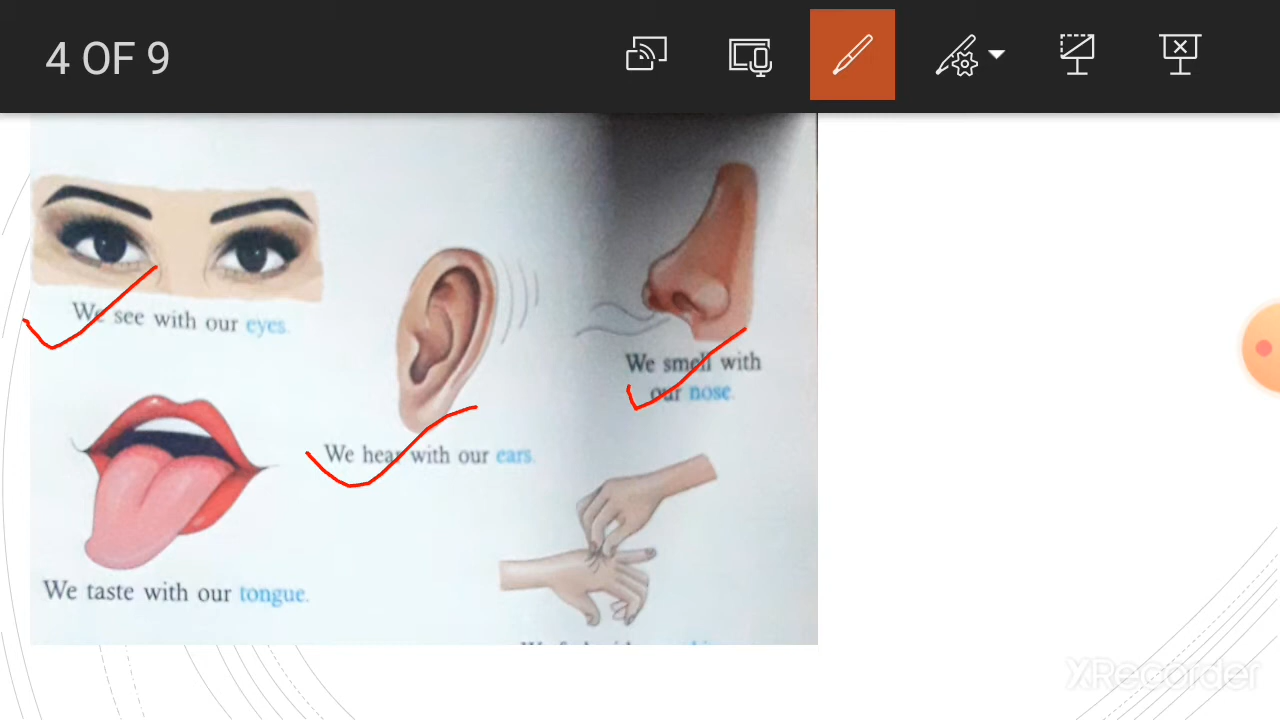 4 OF 9
We see with our eyes.
We smell with
our nose.
We hear with our ears.
We taste with our tongue.
XRecorder